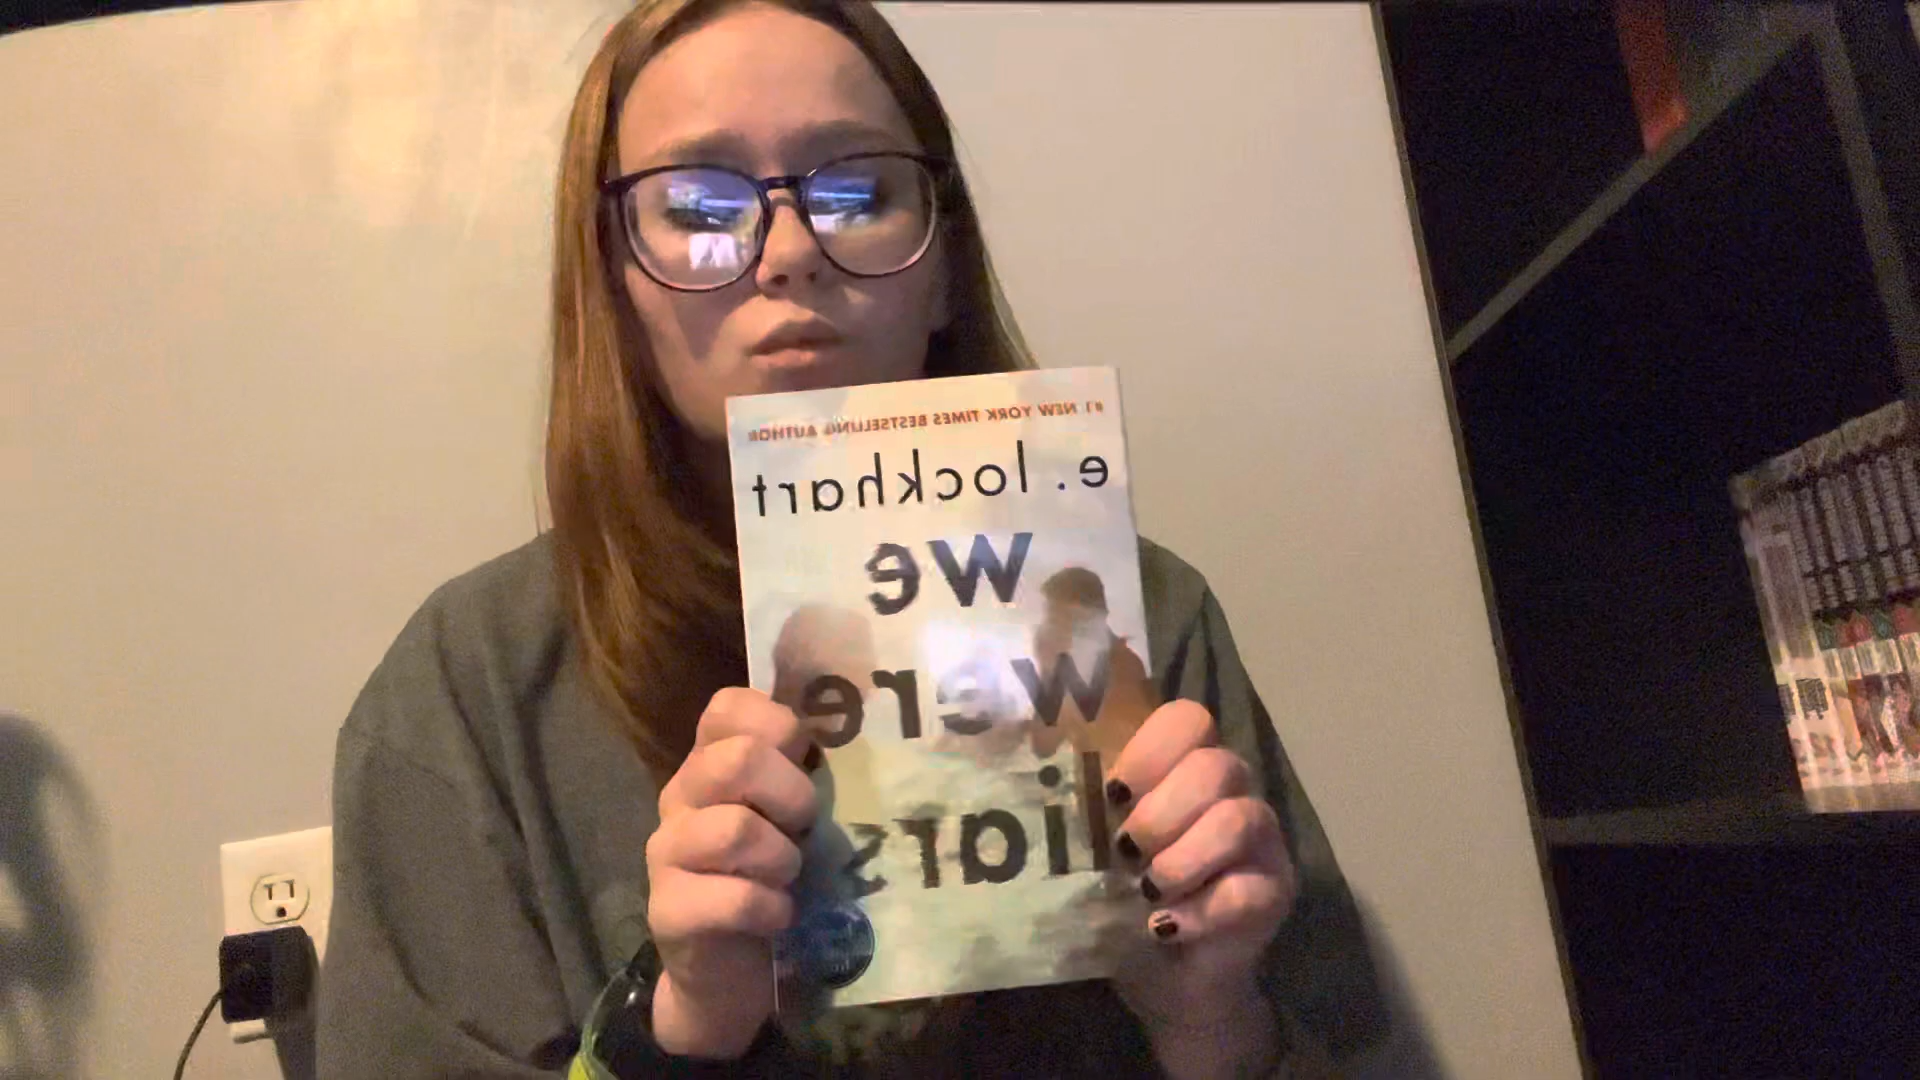 #1 NEW YORK TIMES BESTSELLING AUTHOR
e. lockhart
we
were
liars